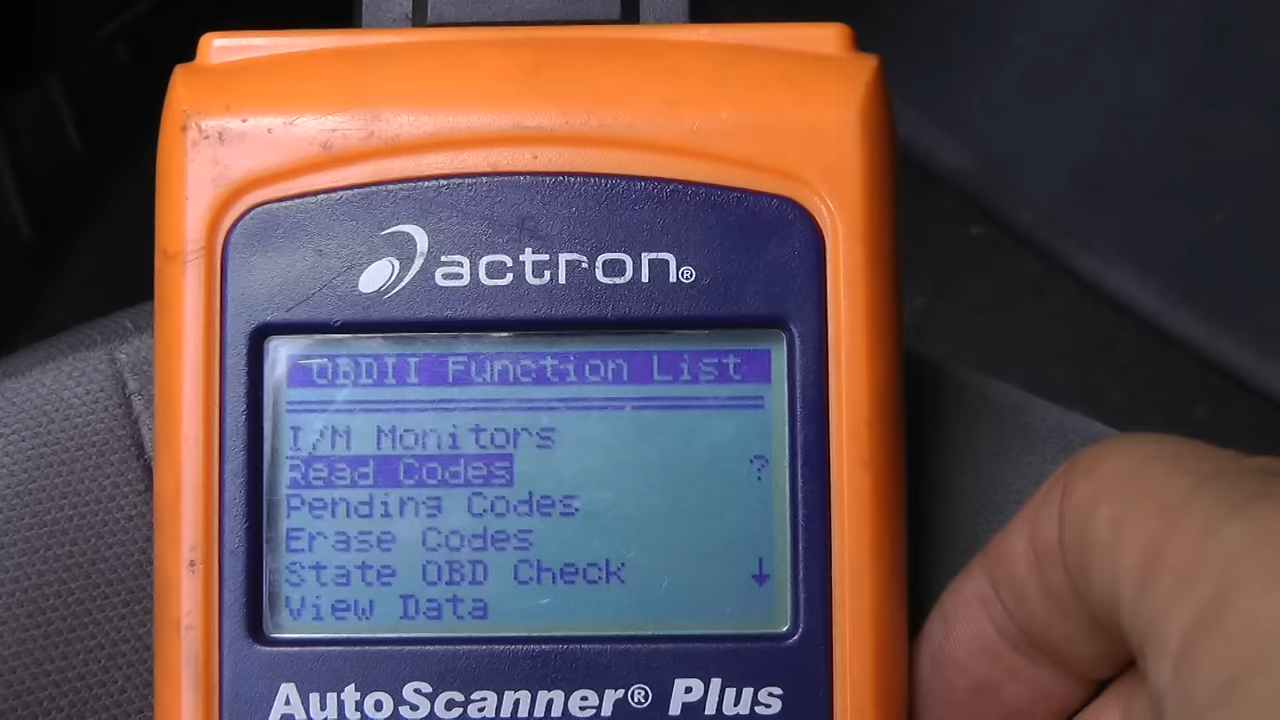 actron®
OBDII Function List
I/M Monitors
Read Codes ?
Pending Codes
Erase Codes
State OBD Check ↓
View Data
AutoScanner® Plus